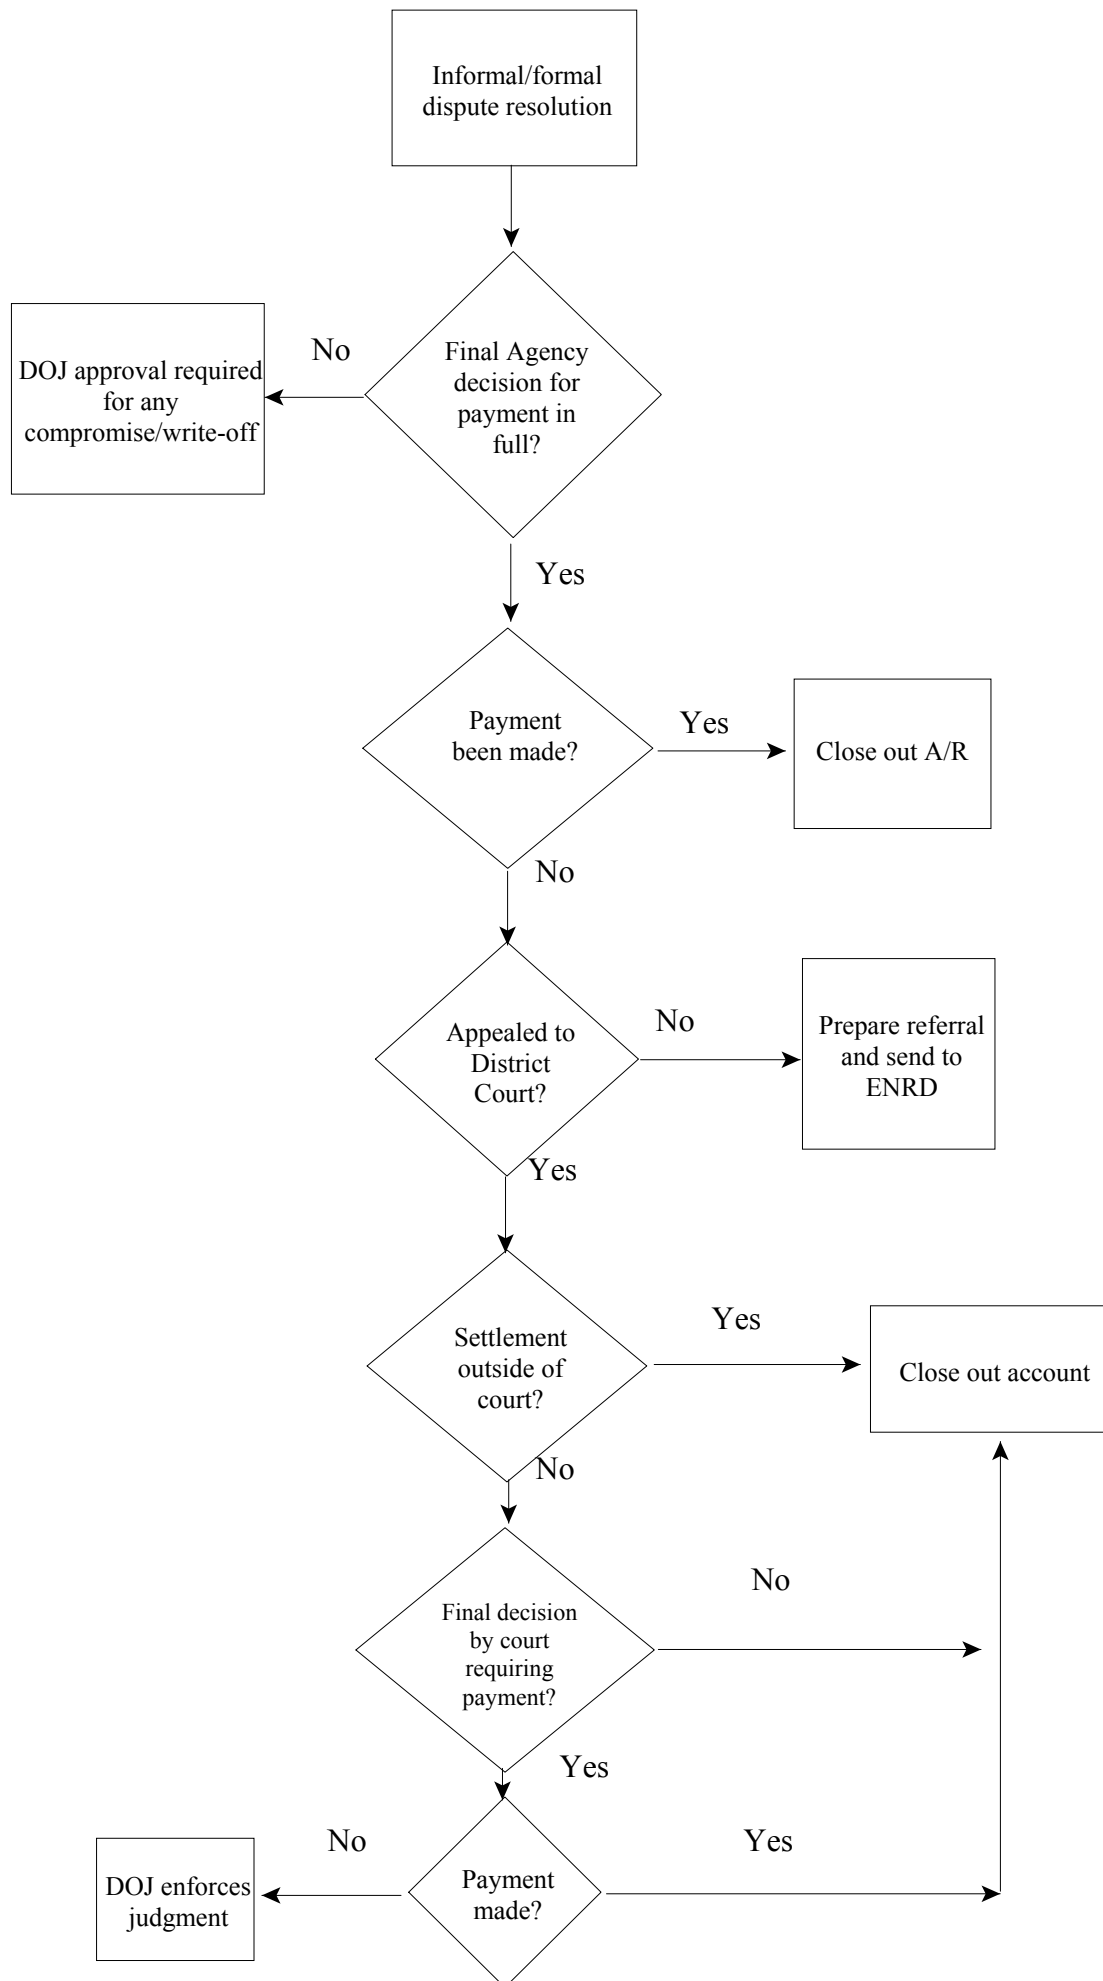 Informal/formal
dispute resolution
Final Agency
decision for
payment in
full?
No
DOJ approval required
for any
compromise/write-off
Yes
Payment
been made?
Yes
Close out A/R
No
Appealed to
District
Court?
No
Prepare referral
and send to
ENRD
Yes
Settlement
outside of
court?
Yes
Close out account
No
Final decision
by court
requiring
payment?
No
Yes
Payment
made?
No
DOJ enforces
judgment
Yes